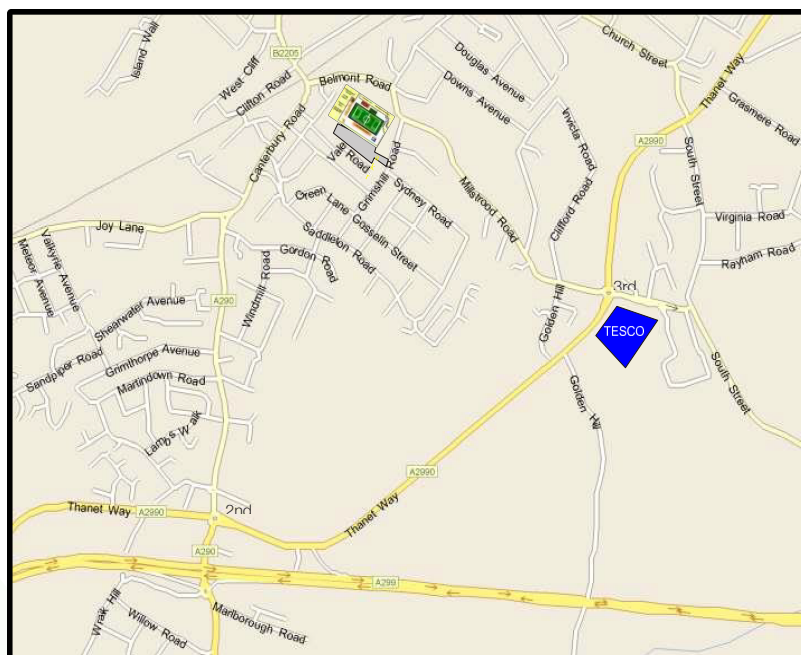 Island Wall
B2205
West Cliff
Clifton Road
Belmont Road
Douglas Avenue
Downs Avenue
Church Street
Thanet Way
Grasmere Road
A2990
South Street
Invicta Road
Canterbury Road
Vale Road
Grimshill Road
Sydney Road
Millstrood Road
Clifford Road
Green Lane
Gosselin Street
Saddleton Road
Virginia Road
Rayham Road
Joy Lane
Valkyrie Avenue
Meteor Avenue
Gordon Road
Windmill Road
A290
Shearwater Avenue
Sandpiper Road
Grimthorpe Avenue
Martindown Road
Golden Hill
3rd
TESCO
Golden Hill
South Street
A2990
Thanet Way
Thanet Way
A2990
2nd
A290
A299
Wraik Hill
Willow Road
Marlborough Road